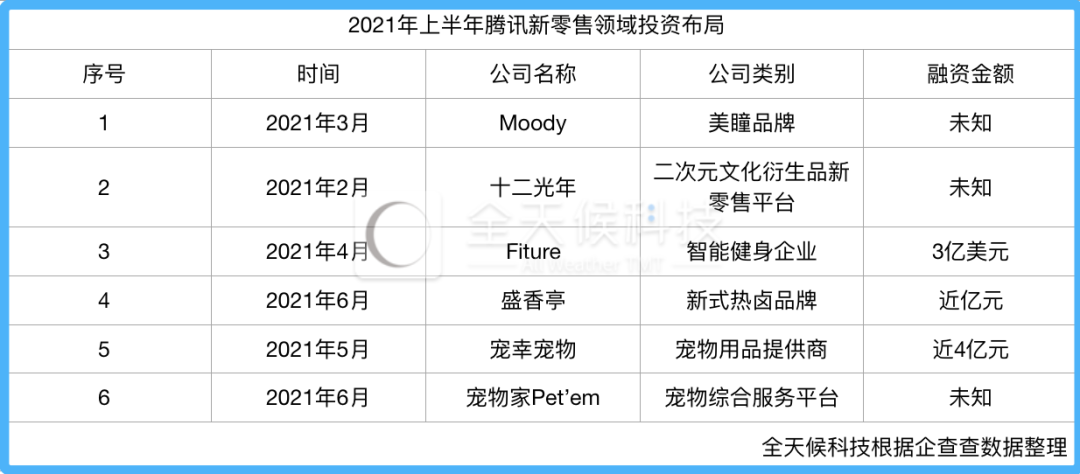 2021年上半年腾讯新零售领域投资布局
序号 时间 公司名称 公司类别 融资金额
1 2021年3月 Moody 美瞳品牌 未知
2 2021年2月 十二光年 二次元文化衍生品新
零售平台 未知
3 2021年4月 Fiture 智能健身企业 3亿美元
4 2021年6月 盛香亭 新式热卤品牌 近亿元
5 2021年5月 宠幸宠物 宠物用品提供商 近4亿元
6 2021年6月 宠物家Pet’em 宠物综合服务平台 未知
全天候科技根据企查查数据整理
全天候科技
All Weather TMT